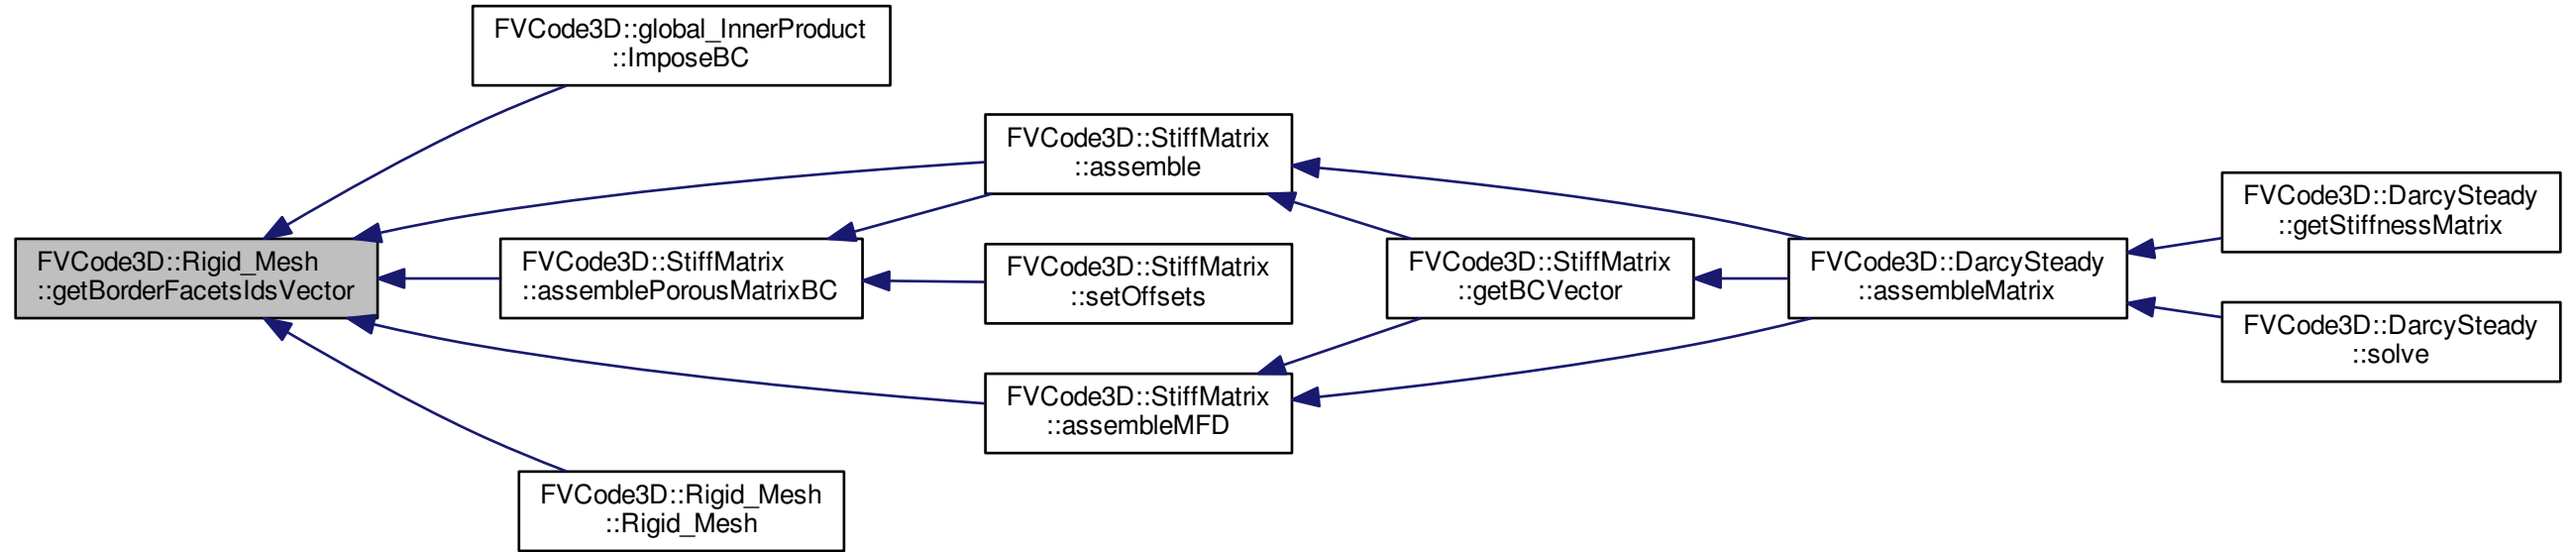 FVCode3D::global_InnerProduct
::ImposeBC
FVCode3D::StiffMatrix
::assemble
FVCode3D::DarcySteady
::getStiffnessMatrix
FVCode3D::Rigid_Mesh
::getBorderFacetsIdsVector
FVCode3D::StiffMatrix
::assemblePorousMatrixBC
FVCode3D::StiffMatrix
::setOffsets
FVCode3D::StiffMatrix
::getBCVector
FVCode3D::DarcySteady
::assembleMatrix
FVCode3D::DarcySteady
::solve
FVCode3D::StiffMatrix
::assembleMFD
FVCode3D::Rigid_Mesh
::Rigid_Mesh